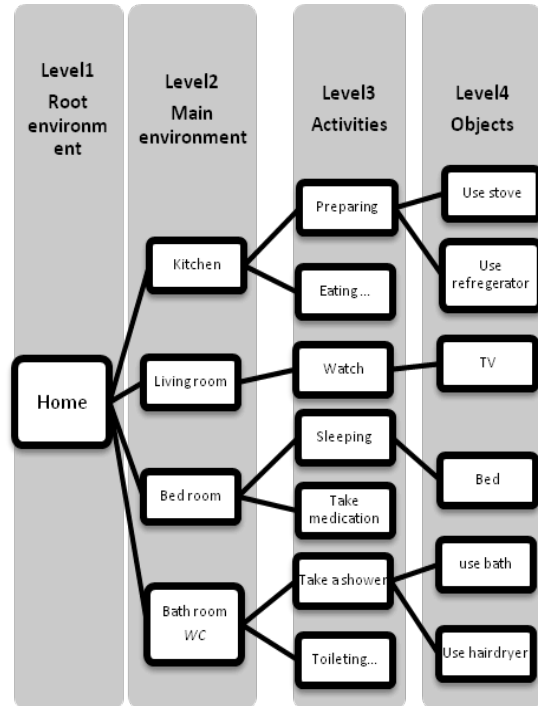 Level1
Root
environm
ent
Level2
Main
environment
Level3
Activities
Level4
Objects
Home
Kitchen
Living room
Bed room
Bath room
WC
Preparing
Eating ...
Watch
Sleeping
Take
medication
Take a shower
Toileting...
Use stove
Use
refregerator
TV
Bed
use bath
Use hairdryer